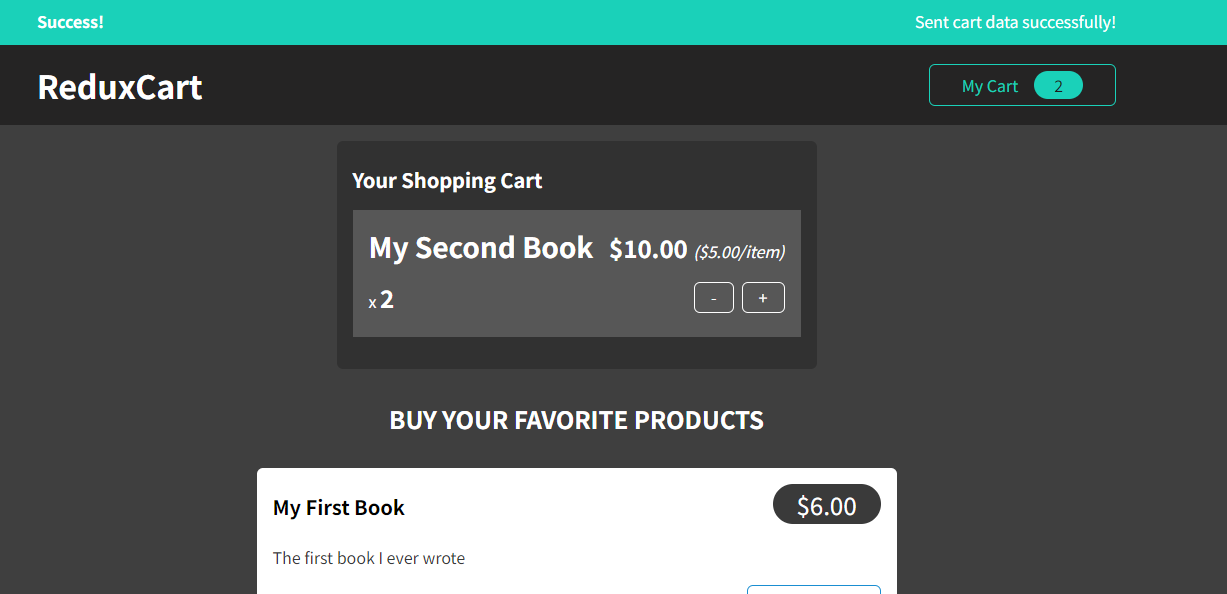 Success! Sent cart data successfully!
ReduxCart My Cart 2
Your Shopping Cart
My Second Book $10.00 ($5.00/item)
x 2 - +
BUY YOUR FAVORITE PRODUCTS
My First Book $6.00
The first book I ever wrote